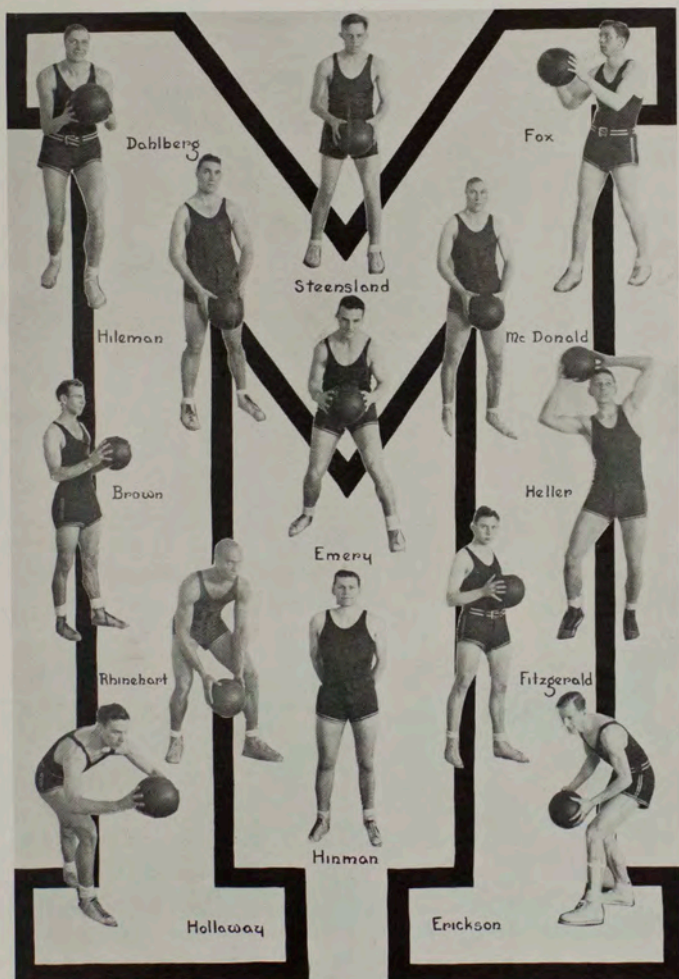 Dahlberg
Fox
Steensland
Hileman
Mc Donald
Brown
Heller
Emery
Rhinehart
Fitzgerald
Hinman
Hollaway
Erickson